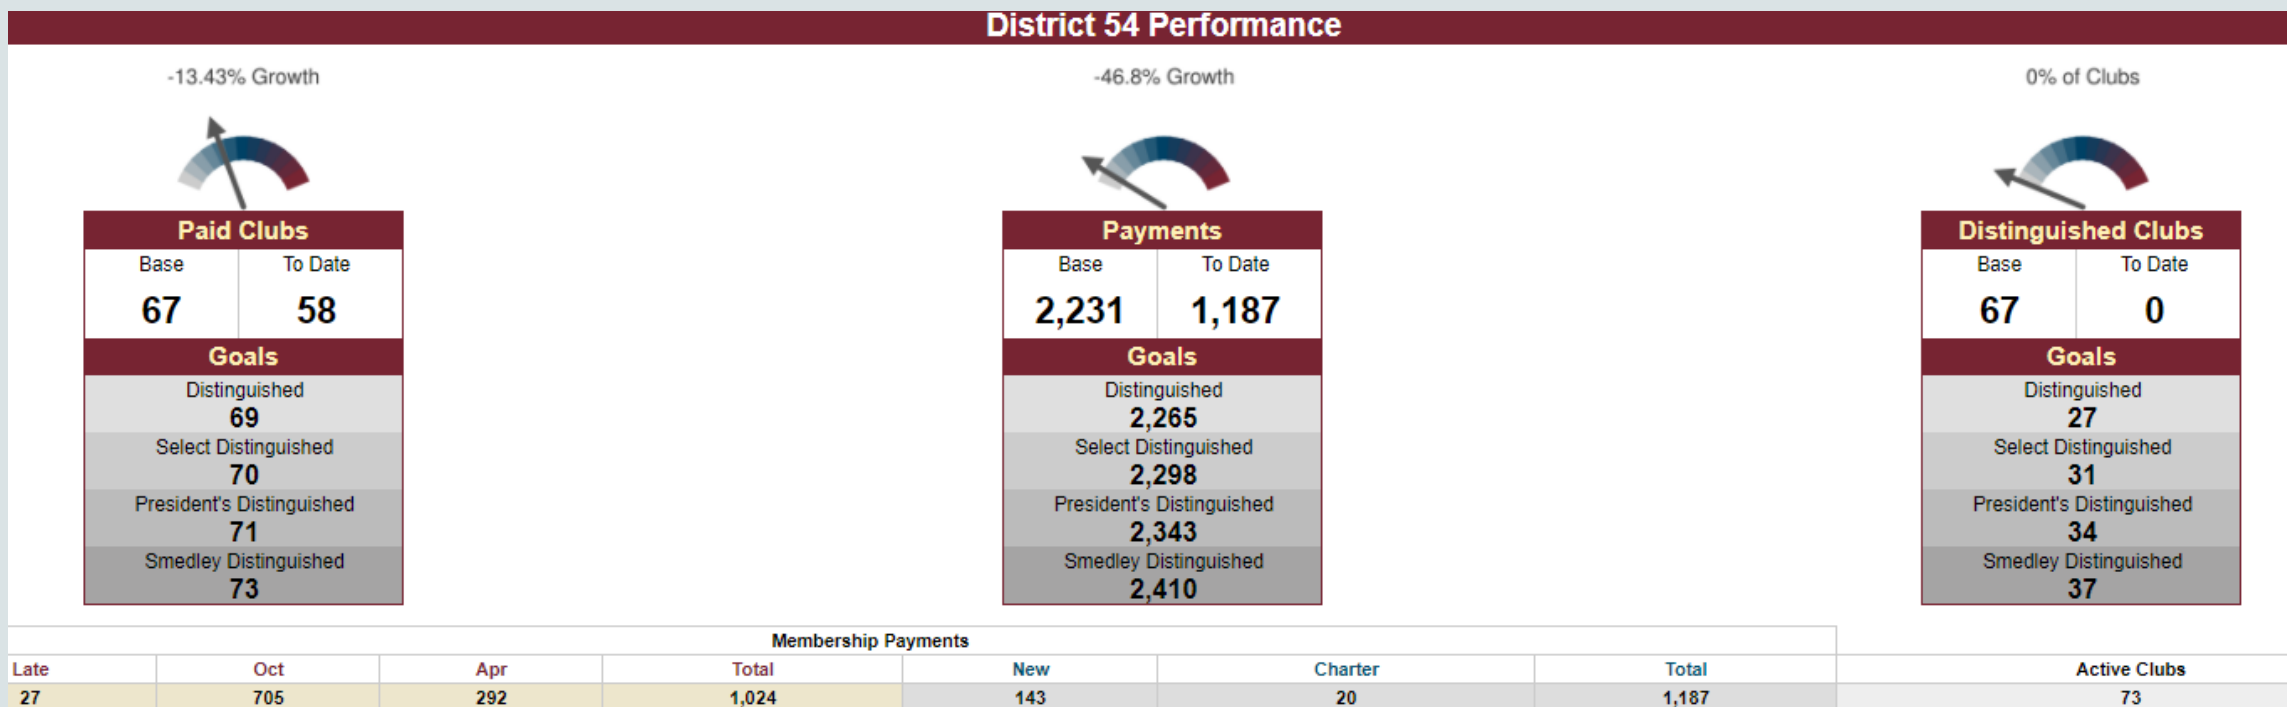 District 54 Performance
-13.43% Growth
-46.8% Growth
0% of Clubs
Paid Clubs
Base To Date
67 58
Goals
Distinguished
69
Select Distinguished
70
President's Distinguished
71
Smedley Distinguished
73
Payments
Base To Date
2,231 1,187
Goals
Distinguished
2,265
Select Distinguished
2,298
President's Distinguished
2,343
Smedley Distinguished
2,410
Distinguished Clubs
Base To Date
67 0
Goals
Distinguished
27
Select Distinguished
31
President's Distinguished
34
Smedley Distinguished
37
Membership Payments
Late Oct Apr Total New Charter Total Active Clubs
27 705 292 1,024 143 20 1,187 73